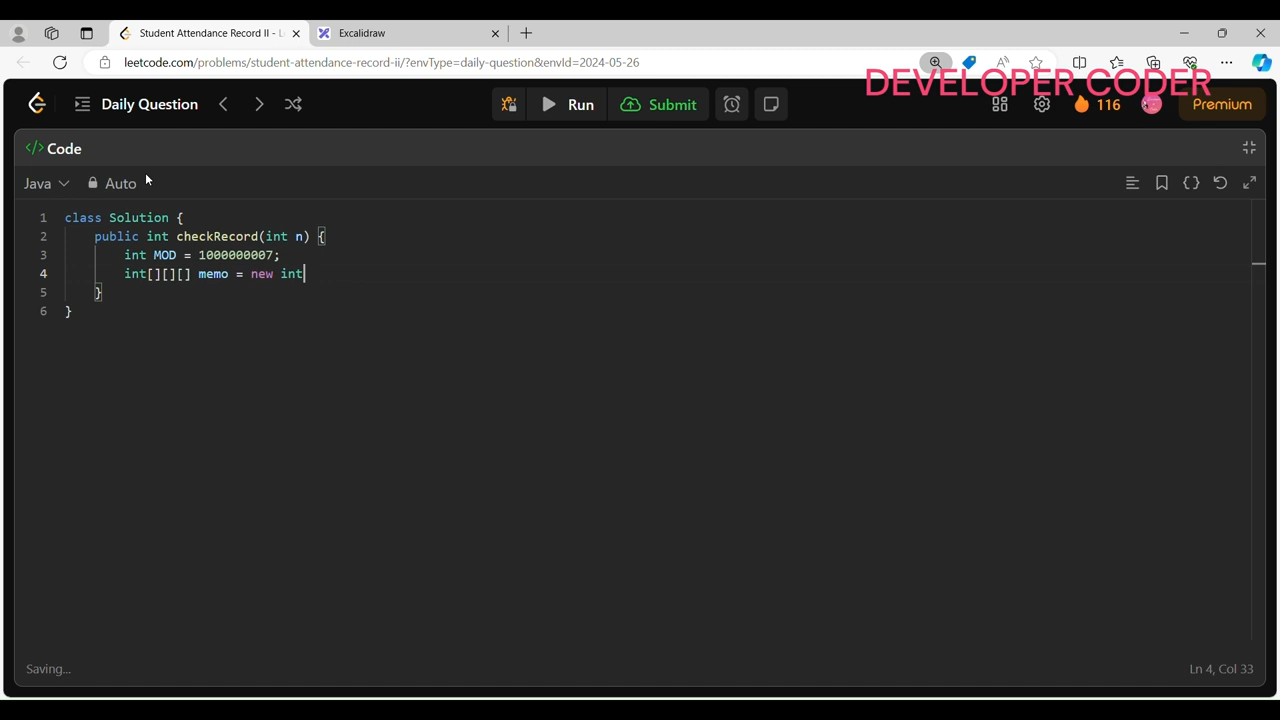 Student Attendance Record II - L
Excalidraw
leetcode.com/problems/student-attendance-record-ii/?envType=daily-question&envId=2024-05-26
DEVELOPER CODER
Daily Question
Run
Submit
116
Premium
</> Code
Java
Auto
1 class Solution {
2 public int checkRecord(int n) {
3 int MOD = 1000000007;
4 int[][][] memo = new int
5 }
6 }
Saving...
Ln 4, Col 33